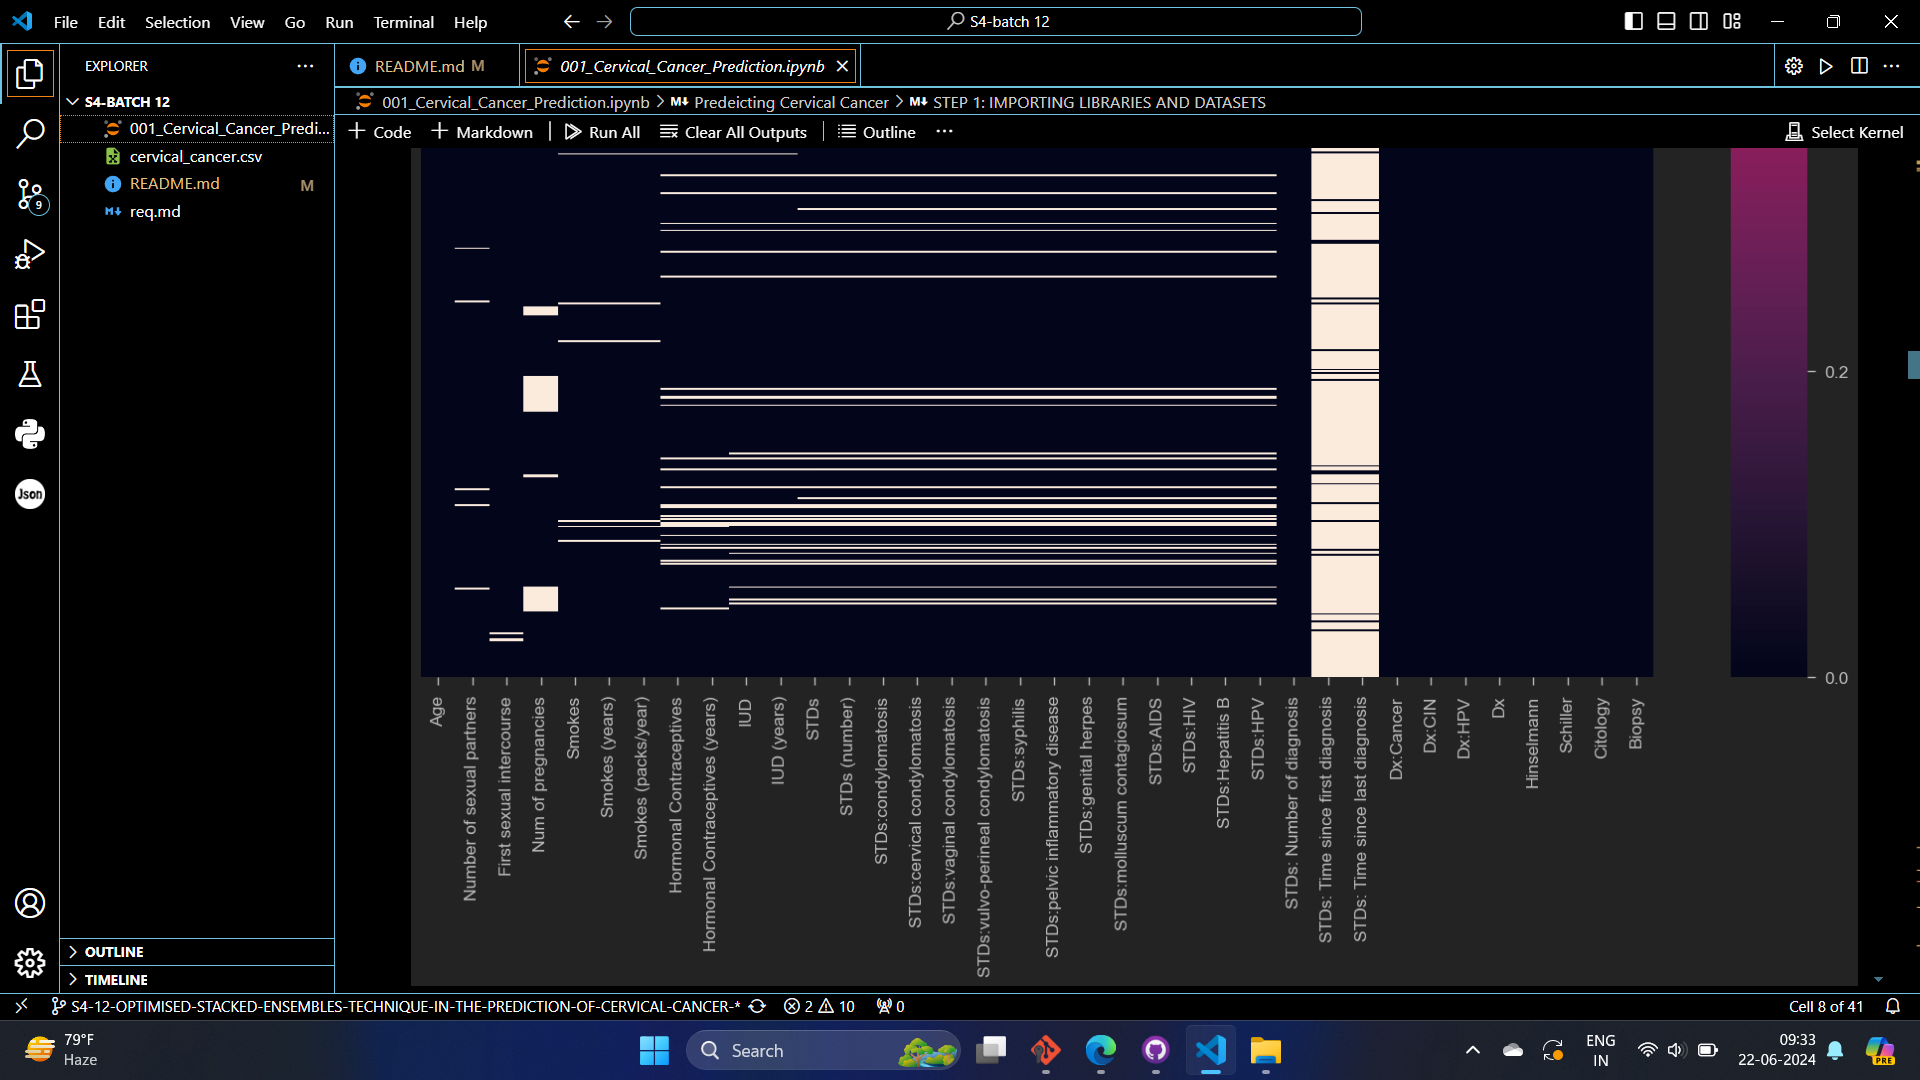 File Edit Selection View Go Run Terminal Help
S4-batch 12
EXPLORER
README.md M
001_Cervical_Cancer_Prediction.ipynb
S4-BATCH 12
001_Cervical_Cancer_Prediction.ipynb > Predeicting Cervical Cancer > STEP 1: IMPORTING LIBRARIES AND DATASETS
001_Cervical_Cancer_Predi...
cervical_cancer.csv
README.md M
req.md
Code
Markdown
Run All
Clear All Outputs
Outline
Select Kernel
9
Json
0.2
0.0
Age
Number of sexual partners
First sexual intercourse
Num of pregnancies
Smokes
Smokes (years)
Smokes (packs/year)
Hormonal Contraceptives
Hormonal Contraceptives (years)
IUD
IUD (years)
STDs
STDs (number)
STDs:condylomatosis
STDs:cervical condylomatosis
STDs:vaginal condylomatosis
STDs:vulvo-perineal condylomatosis
STDs:syphilis
STDs:pelvic inflammatory disease
STDs:genital herpes
STDs:molluscum contagiosum
STDs:AIDS
STDs:HIV
STDs:Hepatitis B
STDs:HPV
STDs: Number of diagnosis
STDs: Time since first diagnosis
STDs: Time since last diagnosis
Dx:Cancer
Dx:CIN
Dx:HPV
Dx
Hinselmann
Schiller
Citology
Biopsy
OUTLINE
TIMELINE
S4-12-OPTIMISED-STACKED-ENSEMBLES-TECHNIQUE-IN-THE-PREDICTION-OF-CERVICAL-CANCER-*
2
10
0
Cell 8 of 41
79°F
Haze
Search
ENG
IN
09:33
22-06-2024
PRE